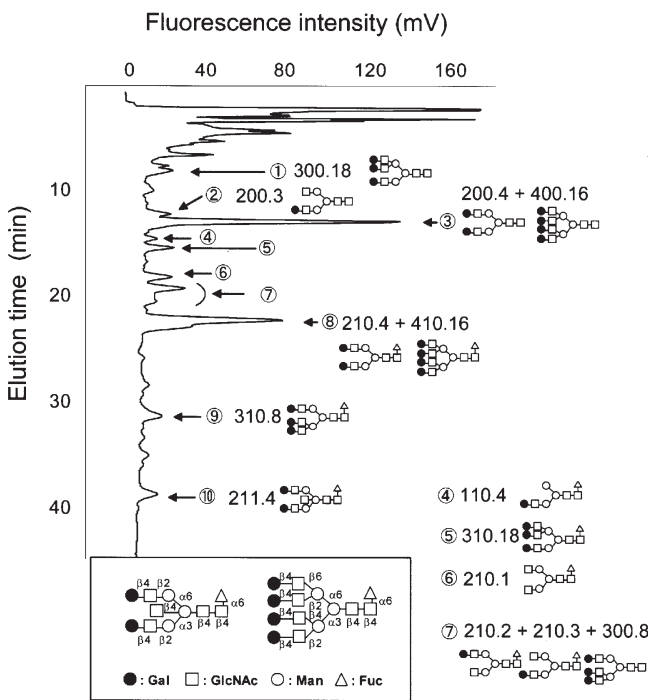 Fluorescence intensity (mV)
0 40 80 120 160
Elution time (min)
10
20
30
40
① 300.18
② 200.3
200.4 + 400.16
③
④
⑤
⑥
⑦
⑧ 210.4 + 410.16
⑨ 310.8
⑩ 211.4
④ 110.4
⑤ 310.18
⑥ 210.1
⑦ 210.2 + 210.3 + 300.8
β4 β2 α6 α6
β4
β4 β2 α3 β4 β4
β4 β6 α6 α6
β4 β2
β4 β4 α3 β4 β4
β4 β2
● : Gal □ : GlcNAc ○ : Man △ : Fuc